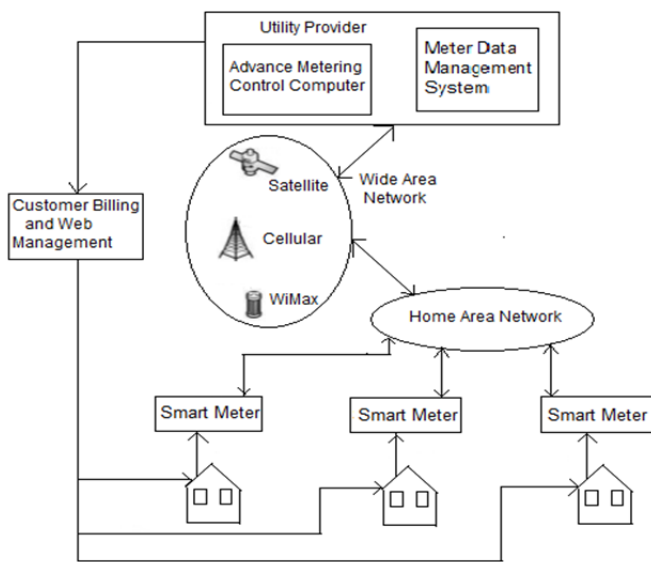 Utility Provider
Advance Metering
Control Computer
Meter Data
Management
System
Satellite
Wide Area
Network
Cellular
WiMax
Customer Billing
and Web
Management
Home Area Network
Smart Meter
Smart Meter
Smart Meter